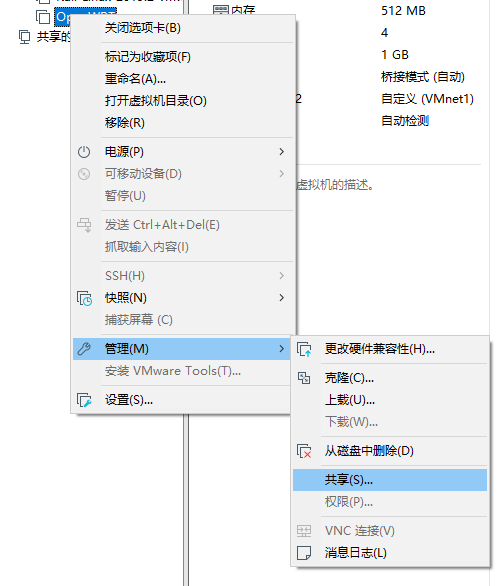 内存
512 MB
4
1 GB
桥接模式 (自动)
2
自定义 (VMnet1)
自动检测
虚拟机的描述。
共享的
关闭选项卡(B)
标记为收藏项(F)
重命名(A)...
打开虚拟机目录(O)
移除(R)
电源(P)
可移动设备(D)
暂停(U)
发送 Ctrl+Alt+Del(E)
抓取输入内容(I)
SSH(H)
快照(N)
捕获屏幕 (C)
管理(M)
安装 VMware Tools(T)...
设置(S)...
更改硬件兼容性(H)...
克隆(C)...
上载(U)...
下载(W)...
从磁盘中删除(D)
共享(S)...
权限(P)...
VNC 连接(V)
消息日志(L)